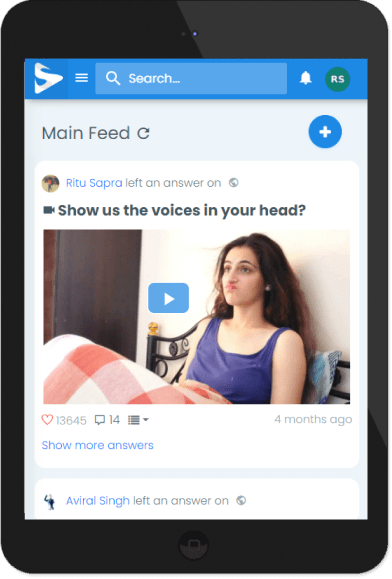 Search...
RS
Main Feed
Ritu Sapra left an answer on
Show us the voices in your head?
13645 14 4 months ago
Show more answers
Aviral Singh left an answer on